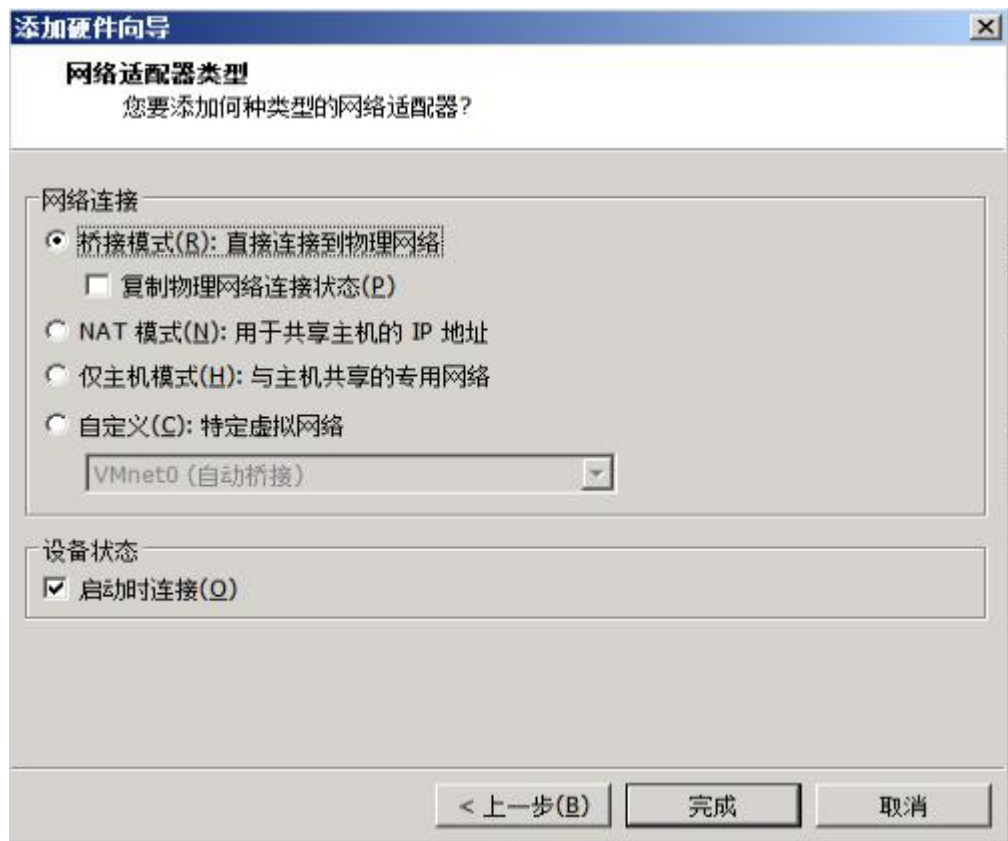 添加硬件向导
网络适配器类型
您要添加何种类型的网络适配器?
网络连接
桥接模式(R): 直接连接到物理网络
复制物理网络连接状态(P)
NAT 模式(N): 用于共享主机的 IP 地址
仅主机模式(H): 与主机共享的专用网络
自定义(C): 特定虚拟网络
VMnet0 (自动桥接)
设备状态
启动时连接(O)
< 上一步(B) 完成 取消